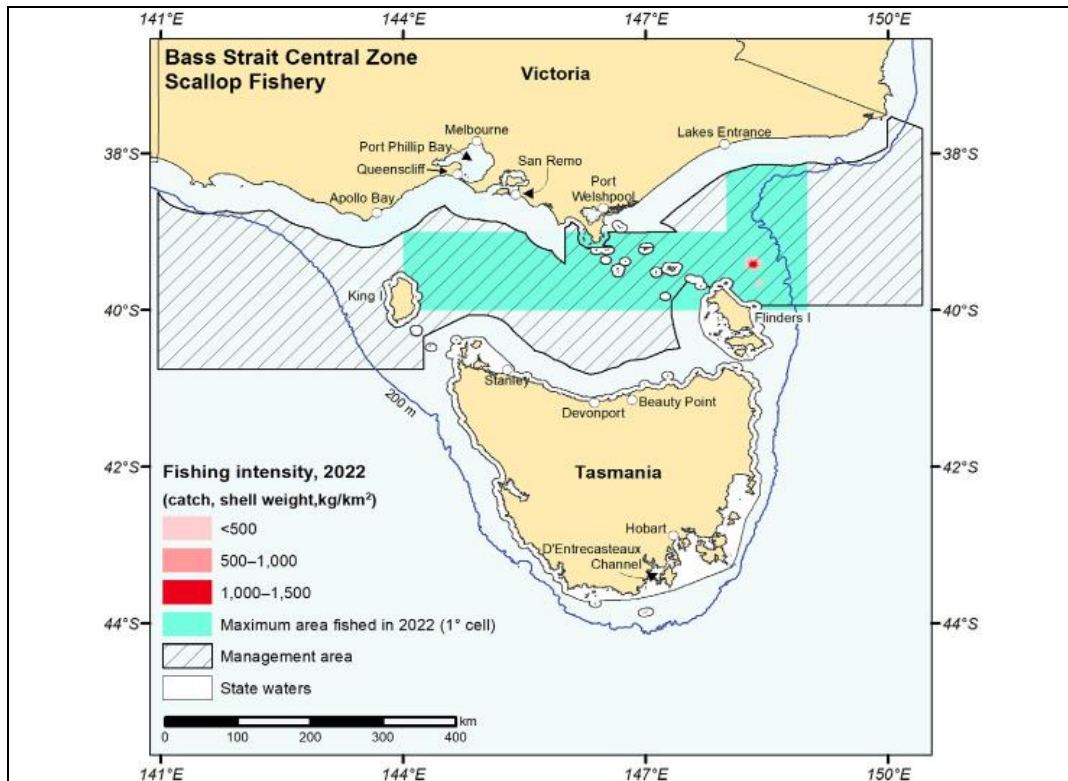 141°E 144°E 147°E 150°E
Bass Strait Central Zone
Scallop Fishery
Victoria
Melbourne
Port Phillip Bay
Queenscliff
San Remo
Lakes Entrance
Port
Welshpool
Apollo Bay
38°S 38°S
King I
Flinders I
40°S 40°S
200 m
Stanley
Devonport
Beauty Point
42°S 42°S
Tasmania
Hobart
D'Entrecasteaux
Channel
Fishing intensity, 2022
(catch, shell weight,kg/km²)
<500
500–1,000
1,000–1,500
Maximum area fished in 2022 (1° cell)
Management area
State waters
44°S 44°S
km
0 100 200 300 400
141°E 144°E 147°E 150°E